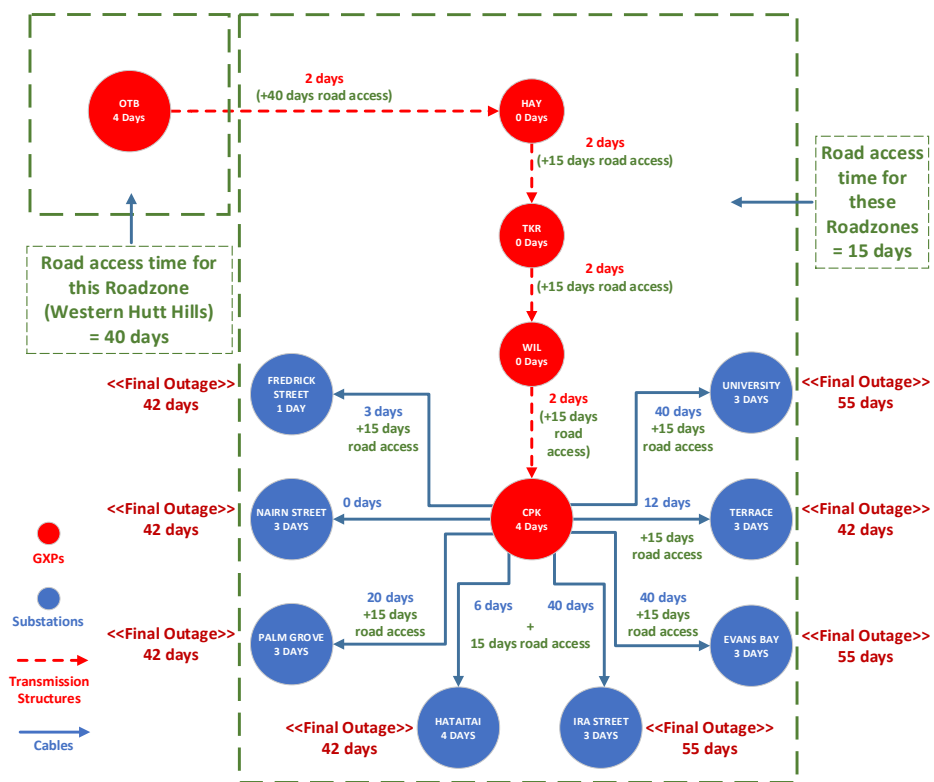 OTB
4 Days
2 days
(+40 days road access)
HAY
0 Days
2 days
(+15 days road access)
Road access
time for
these
Roadzones
= 15 days
TKR
0 Days
Road access time for
this Roadzone
(Western Hutt Hills)
= 40 days
2 days
(+15 days road access)
WIL
0 Days
<<Final Outage>>
42 days
FREDRICK
STREET
1 DAY
3 days
+15 days
road access
2 days
(+15 days
road
access)
40 days
+15 days
road access
UNIVERSITY
3 DAYS
<<Final Outage>>
55 days
<<Final Outage>>
42 days
NAIRN STREET
3 DAYS
0 days
CPK
4 Days
12 days
+15 days
road access
TERRACE
3 DAYS
<<Final Outage>>
42 days
GXPs
Substations
Transmission
Structures
Cables
<<Final Outage>>
42 days
PALM GROVE
3 DAYS
20 days
+15 days
road access
6 days
40 days
+
15 days road access
40 days
+15 days
road access
EVANS BAY
3 DAYS
<<Final Outage>>
55 days
<<Final Outage>>
42 days
HATAITAI
4 DAYS
IRA STREET
3 DAYS
<<Final Outage>>
55 days